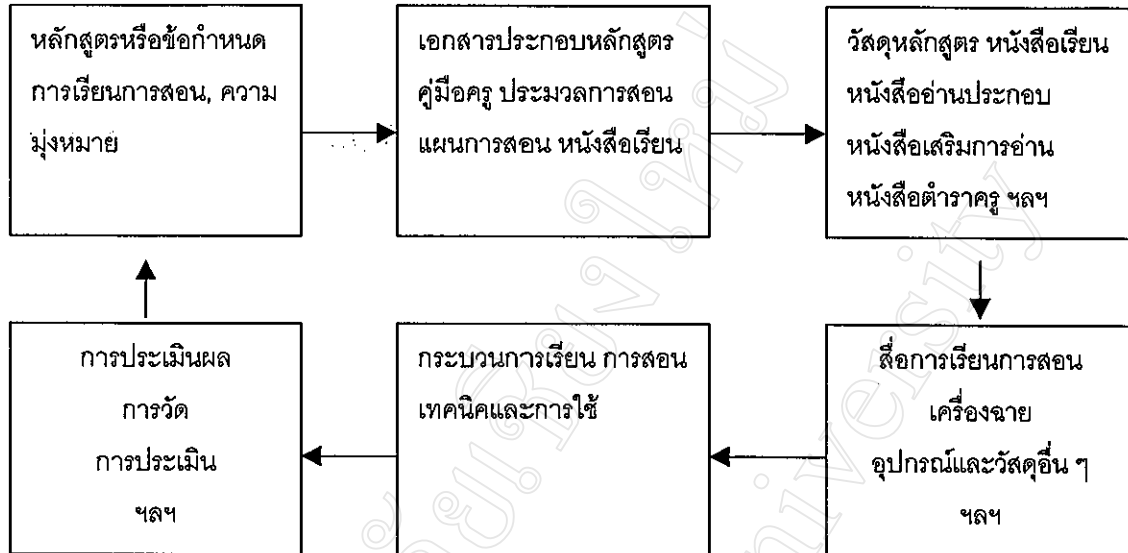 หลักสูตรหรือข้อกำหนด
การเรียนการสอน, ความ
มุ่งหมาย
เอกสารประกอบหลักสูตร
คู่มือครู ประมวลการสอน
แผนการสอน หนังสือเรียน
วัสดุหลักสูตร หนังสือเรียน
หนังสืออ่านประกอบ
หนังสือเสริมการอ่าน
หนังสือตำราครู ฯลฯ
การประเมินผล
การวัด
การประเมิน
ฯลฯ
กระบวนการเรียน การสอน
เทคนิคและการใช้
สื่อการเรียนการสอน
เครื่องฉาย
อุปกรณ์และวัสดุอื่น ๆ
ฯลฯ
University